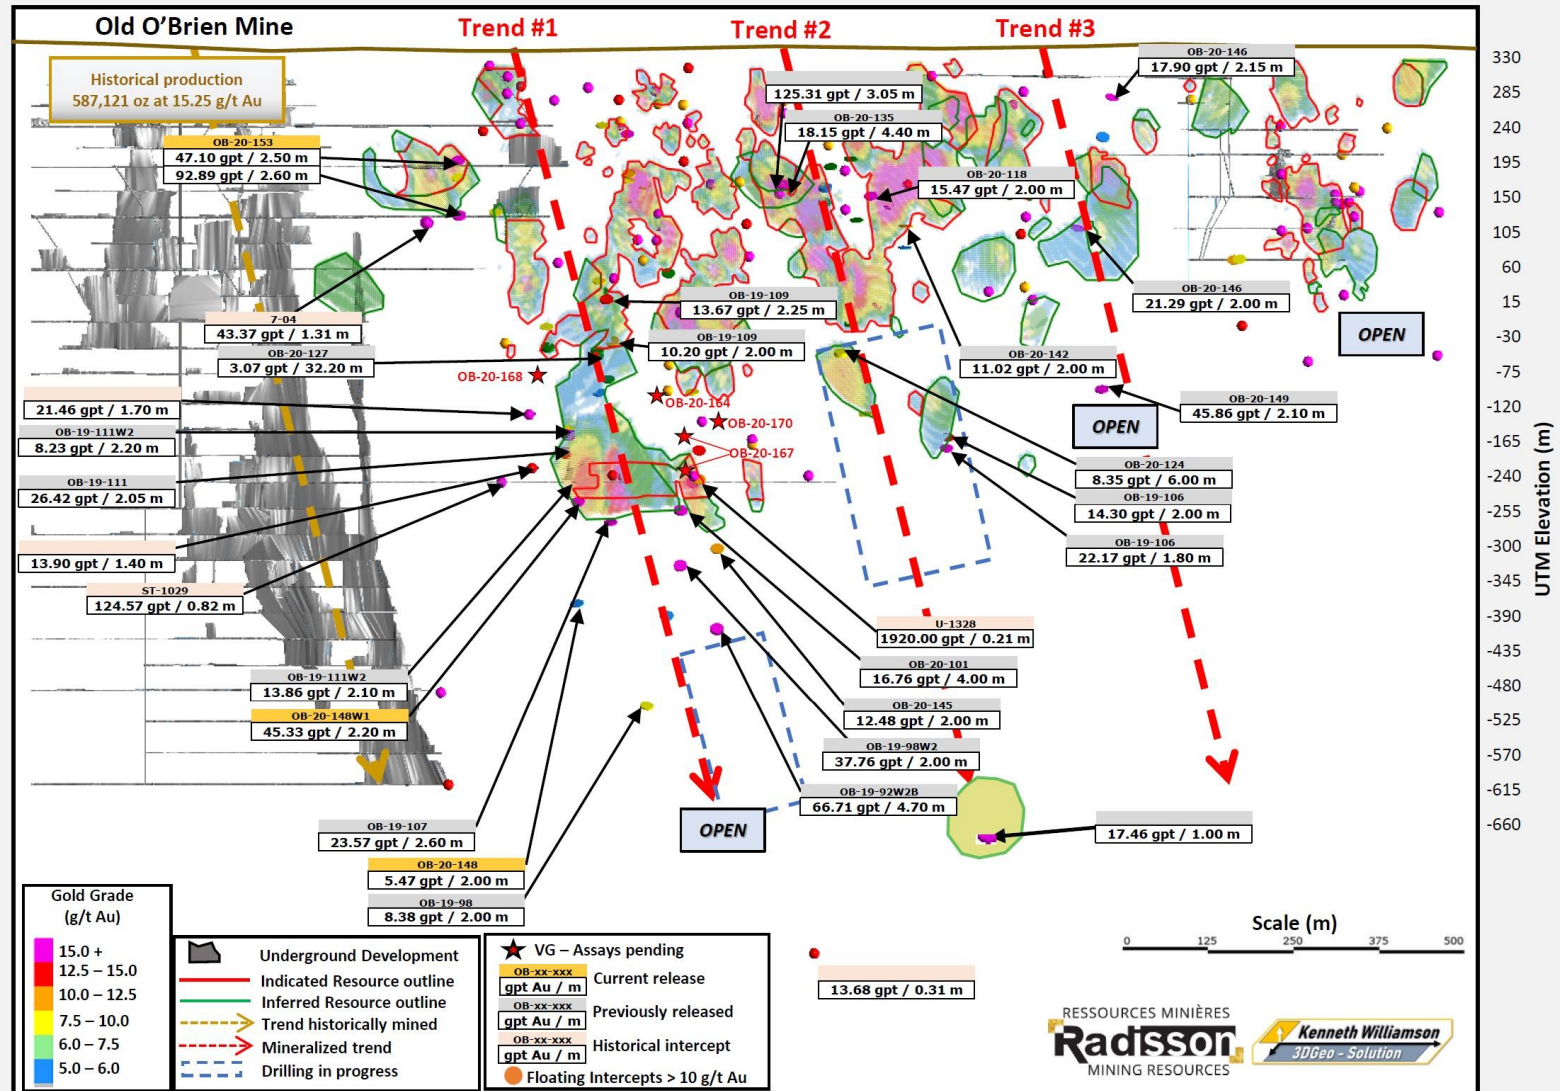 Old O'Brien Mine
Trend #1
Trend #2
Trend #3
Historical production
587,121 oz at 15.25 g/t Au
OB-20-153
47.10 gpt / 2.50 m
92.89 gpt / 2.60 m
125.31 gpt / 3.05 m
OB-20-135
18.15 gpt / 4.40 m
OB-20-146
17.90 gpt / 2.15 m
OB-20-118
15.47 gpt / 2.00 m
OB-20-146
21.29 gpt / 2.00 m
OB-19-109
13.67 gpt / 2.25 m
OB-19-109
10.20 gpt / 2.00 m
7-04
43.37 gpt / 1.31 m
OB-20-127
3.07 gpt / 32.20 m
OB-20-142
11.02 gpt / 2.00 m
OPEN
OB-20-168
OB-20-164
OB-20-170
OB-20-167
21.46 gpt / 1.70 m
OB-19-111W2
8.23 gpt / 2.20 m
OB-20-149
45.86 gpt / 2.10 m
OPEN
OB-19-111
26.42 gpt / 2.05 m
OB-20-124
8.35 gpt / 6.00 m
OB-19-106
14.30 gpt / 2.00 m
OB-19-106
22.17 gpt / 1.80 m
13.90 gpt / 1.40 m
ST-1029
124.57 gpt / 0.82 m
U-1328
1920.00 gpt / 0.21 m
OB-20-101
16.76 gpt / 4.00 m
OB-19-111W2
13.86 gpt / 2.10 m
OB-20-148W1
45.33 gpt / 2.20 m
OB-20-145
12.48 gpt / 2.00 m
OB-19-98W2
37.76 gpt / 2.00 m
OB-19-92W2B
66.71 gpt / 4.70 m
OPEN
OB-19-107
23.57 gpt / 2.60 m
17.46 gpt / 1.00 m
OB-20-148
5.47 gpt / 2.00 m
OB-19-98
8.38 gpt / 2.00 m
13.68 gpt / 0.31 m
330
285
240
195
150
105
60
15
-30
-75
-120
-165
-240
-255
-300
-345
-390
-435
-480
-525
-570
-615
-660
UTM Elevation (m)
Gold Grade
(g/t Au)
15.0 +
12.5 – 15.0
10.0 – 12.5
7.5 – 10.0
6.0 – 7.5
5.0 – 6.0
Underground Development
Indicated Resource outline
Inferred Resource outline
Trend historically mined
Mineralized trend
Drilling in progress
VG – Assays pending
OB-xx-xxx
gpt Au / m
Current release
OB-xx-xxx
gpt Au / m
Previously released
OB-xx-xxx
gpt Au / m
Historical intercept
Floating Intercepts > 10 g/t Au
Scale (m)
0 125 250 375 500
RESSOURCES MINIÈRES
Radisson
MINING RESOURCES
Kenneth Williamson
3DGeo - Solution